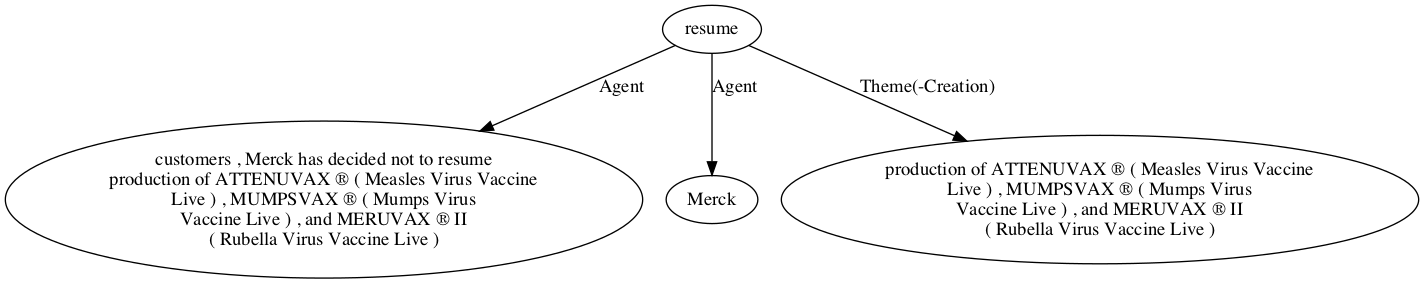 resume
Agent
Agent
Theme(-Creation)
customers , Merck has decided not to resume
production of ATTENUVAX ® ( Measles Virus Vaccine
Live ) , MUMPSVAX ® ( Mumps Virus
Vaccine Live ) , and MERUVAX ® II
( Rubella Virus Vaccine Live )
Merck
production of ATTENUVAX ® ( Measles Virus Vaccine
Live ) , MUMPSVAX ® ( Mumps Virus
Vaccine Live ) , and MERUVAX ® II
( Rubella Virus Vaccine Live )